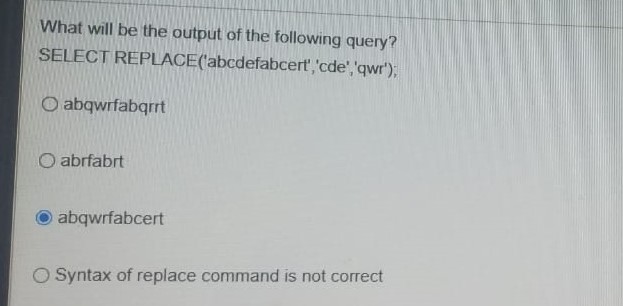 What will be the output of the following query?
SELECT REPLACE('abcdefabcert','cde','qwr');
abqwrfabqrrt
abrfabrt
abqwrfabcert
Syntax of replace command is not correct